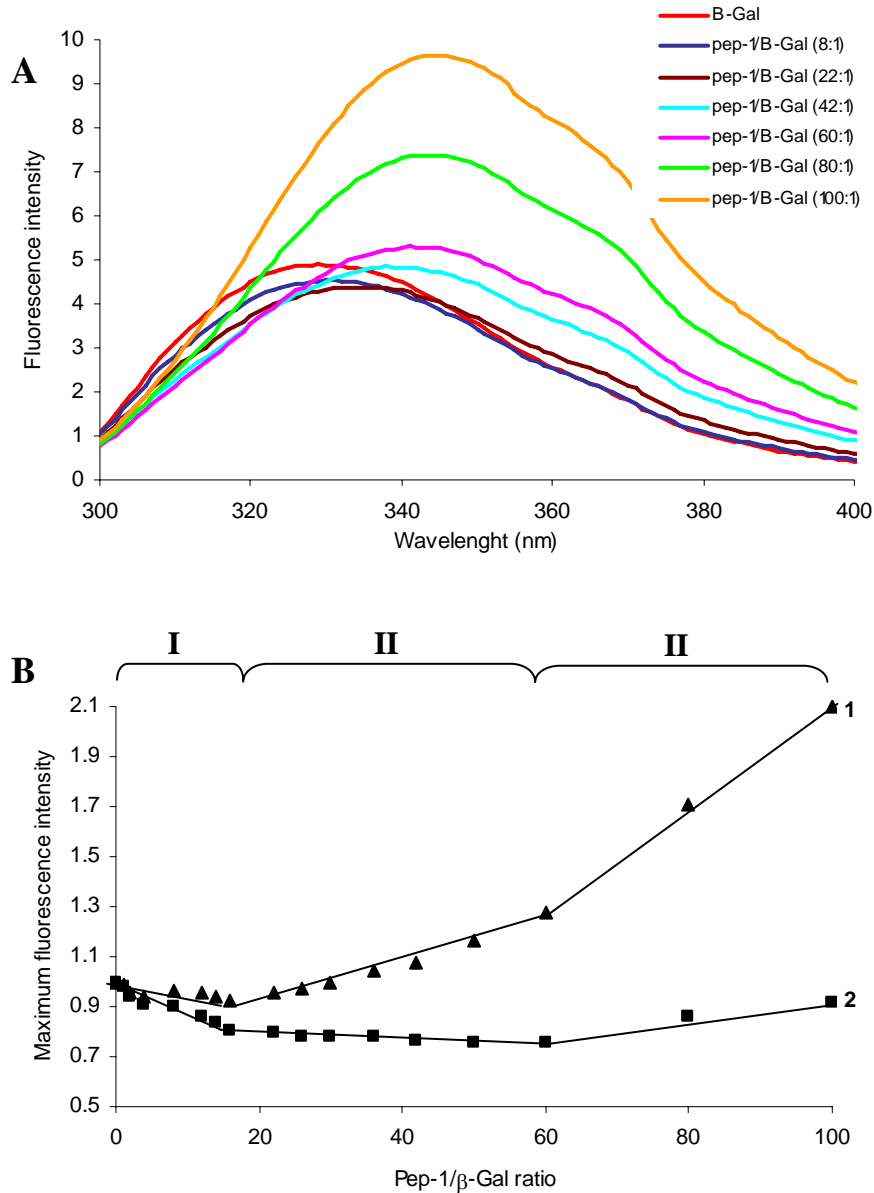 A
B-Gal
pep-1/B-Gal (8:1)
pep-1/B-Gal (22:1)
pep-1/B-Gal (42:1)
pep-1/B-Gal (60:1)
pep-1/B-Gal (80:1)
pep-1/B-Gal (100:1)
Fluorescence intensity
10
9
8
7
6
5
4
3
2
1
0
300 320 340 360 380 400
Wavelenght (nm)
B
I II II
Maximum fluorescence intensity
2.1
1.7
1.5
1.3
1.1
0.9
0.7
0.5
1
2
0 20 40 60 80 100
Pep-1/β-Gal ratio